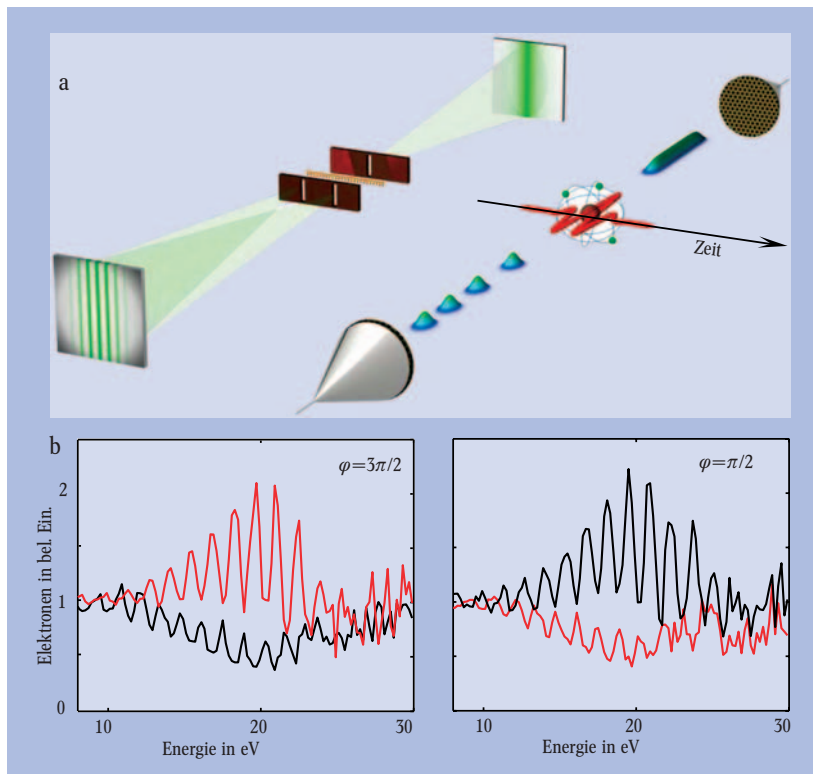 a
Zeit
b
φ=3π/2
φ=π/2
Elektronen in bel. Ein.
2
1
0
10
20
30
Energie in eV
10
20
30
Energie in eV